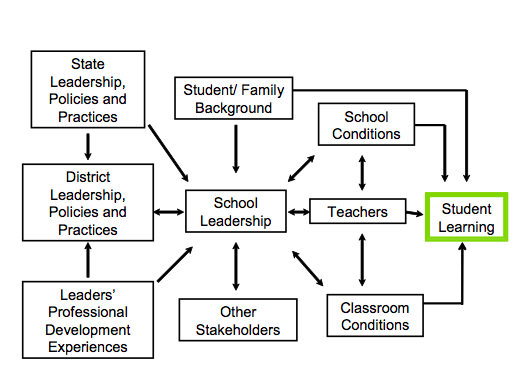 State
Leadership,
Policies and
Practices
Student/ Family
Background
School
Conditions
District
Leadership,
Policies and
Practices
School
Leadership
Teachers
Student
Learning
Leaders’
Professional
Development
Experiences
Other
Stakeholders
Classroom
Conditions